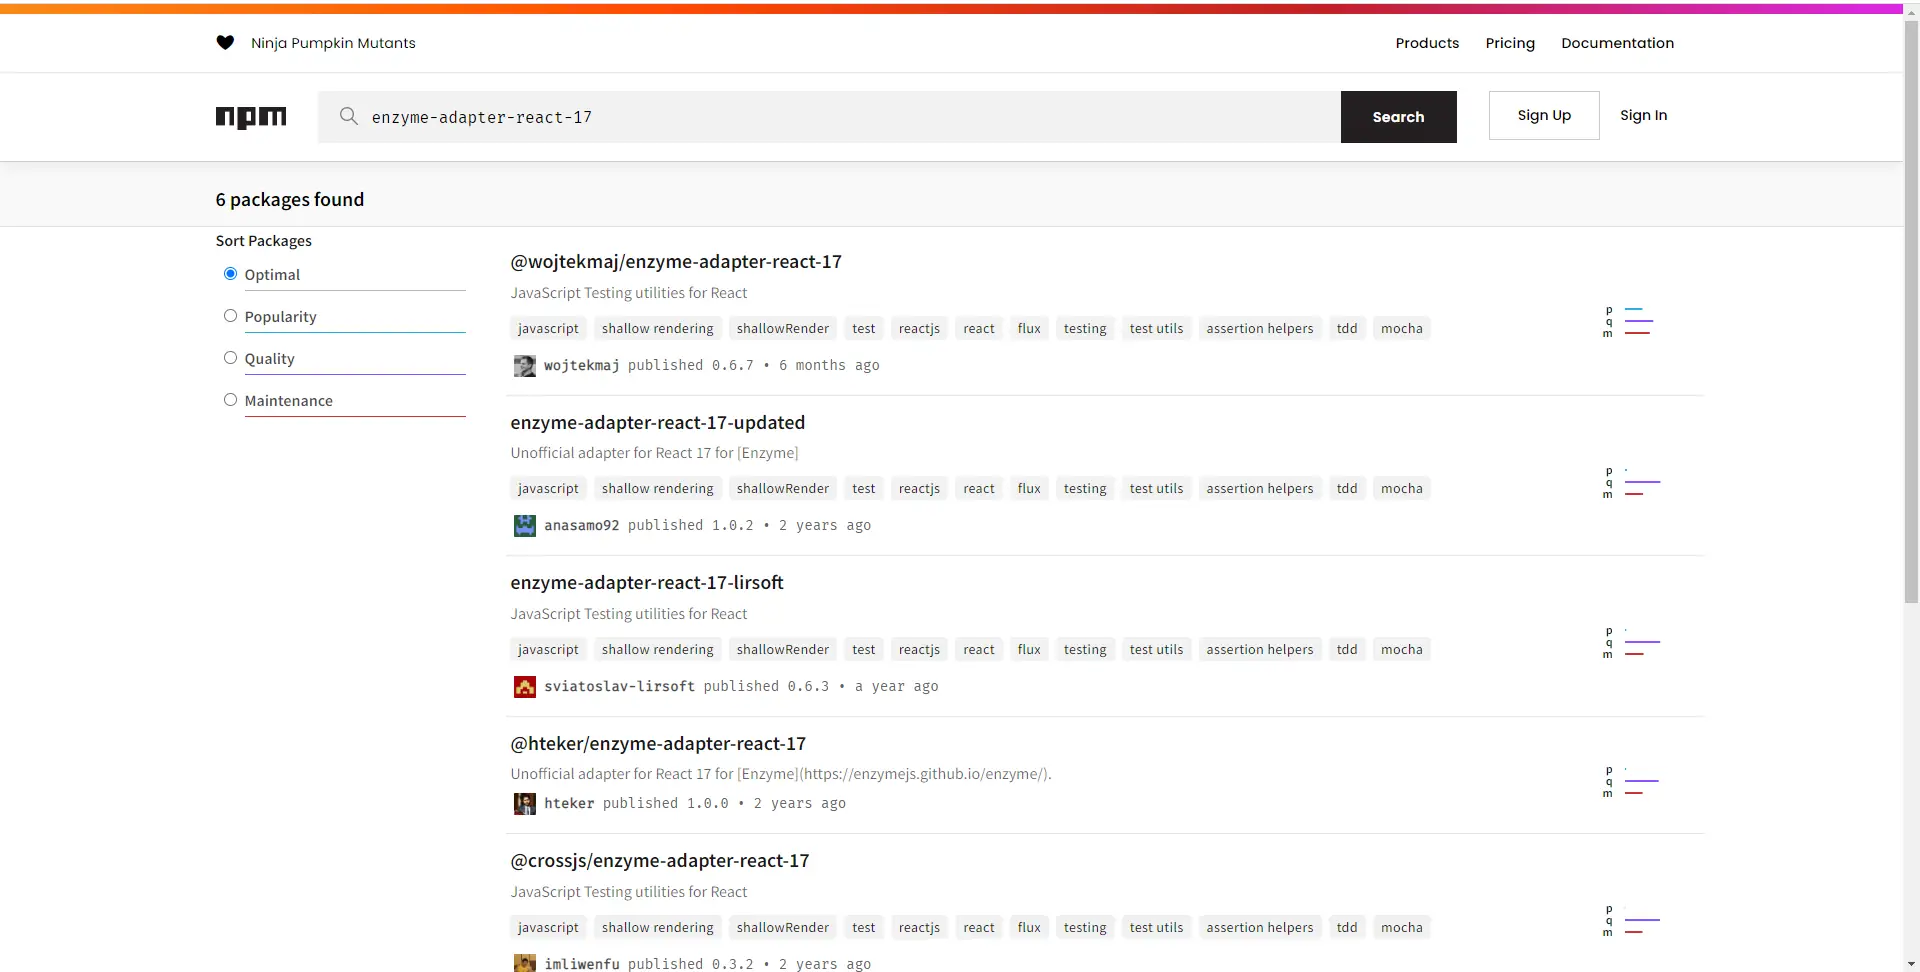 Ninja Pumpkin Mutants
Products Pricing Documentation
npm
enzyme-adapter-react-17
Search
Sign Up
Sign In
6 packages found
Sort Packages
Optimal
Popularity
Quality
Maintenance
@wojtekmaj/enzyme-adapter-react-17
JavaScript Testing utilities for React
javascript shallow rendering shallowRender test reactjs react flux testing test utils assertion helpers tdd mocha
wojtekmaj published 0.6.7 • 6 months ago
p
q
m
enzyme-adapter-react-17-updated
Unofficial adapter for React 17 for [Enzyme]
javascript shallow rendering shallowRender test reactjs react flux testing test utils assertion helpers tdd mocha
anasamo92 published 1.0.2 • 2 years ago
p
q
m
enzyme-adapter-react-17-lirsoft
JavaScript Testing utilities for React
javascript shallow rendering shallowRender test reactjs react flux testing test utils assertion helpers tdd mocha
sviatoslav-lirsoft published 0.6.3 • a year ago
p
q
m
@hteker/enzyme-adapter-react-17
Unofficial adapter for React 17 for [Enzyme](https://enzymejs.github.io/enzyme/).
hteker published 1.0.0 • 2 years ago
p
q
m
@crossjs/enzyme-adapter-react-17
JavaScript Testing utilities for React
javascript shallow rendering shallowRender test reactjs react flux testing test utils assertion helpers tdd mocha
imliwenfu published 0.3.2 • 2 years ago
p
q
m